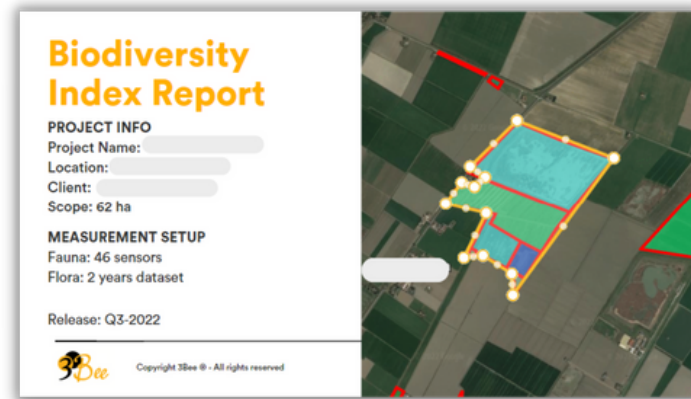 Biodiversity
Index Report
PROJECT INFO
Project Name:
Location:
Client:
Scope: 62 ha
MEASUREMENT SETUP
Fauna: 46 sensors
Flora: 2 years dataset
Release: Q3-2022
3Bee
Copyright 3Bee ® - All rights reserved